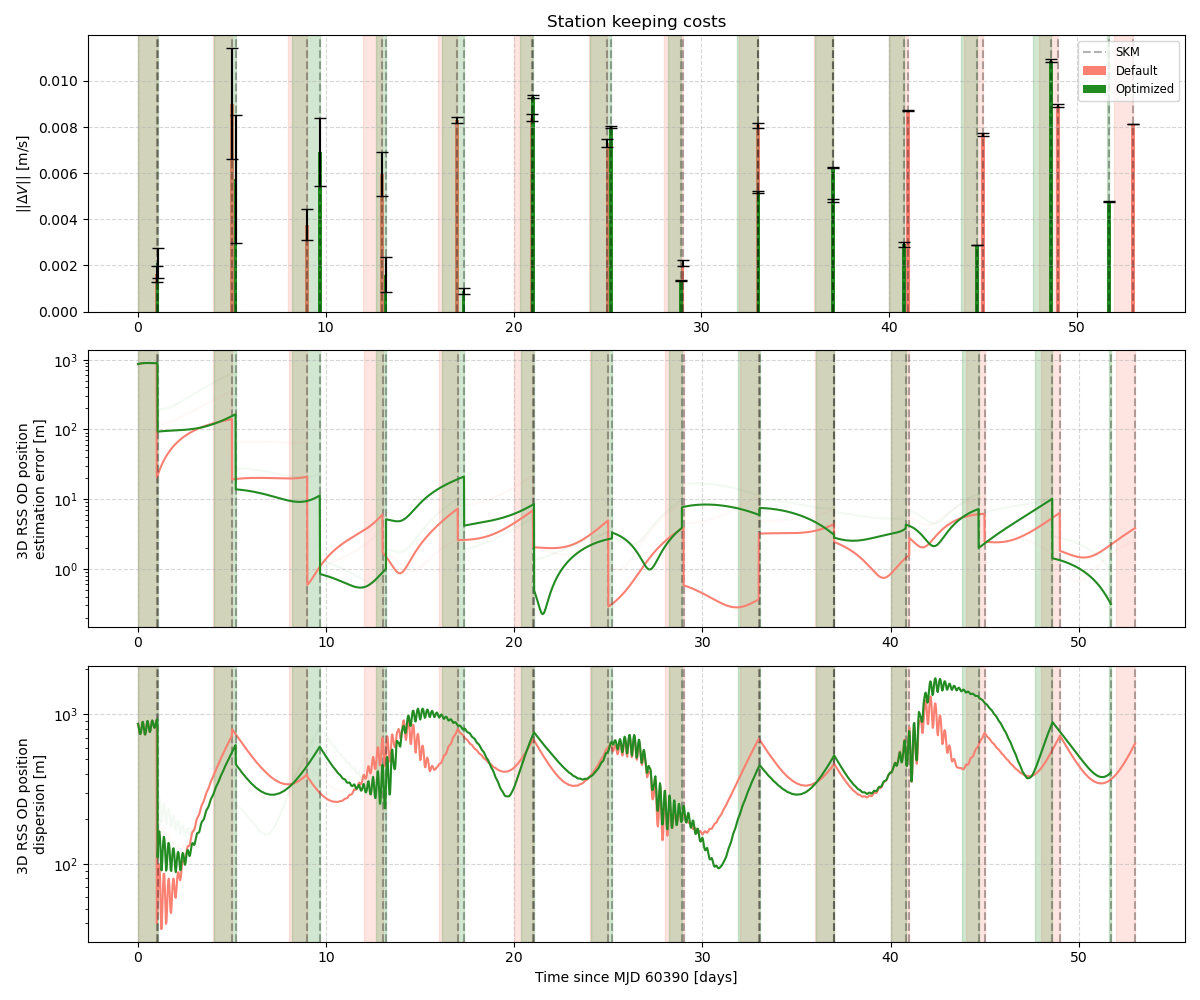 Station keeping costs
||ΔV|| [m/s]
0.010
0.008
0.006
0.004
0.002
0.000
SKM
Default
Optimized
0 10 20 30 40 50
3D RSS OD position
estimation error [m]
10³
10²
10¹
10⁰
0 10 20 30 40 50
3D RSS OD position
dispersion [m]
10³
10²
0 10 20 30 40 50
Time since MJD 60390 [days]